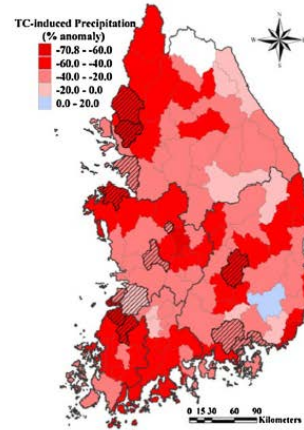 TC-induced Precipitation
(% anomaly)
-70.8 - -60.0
-60.0 - -40.0
-40.0 - -20.0
-20.0 - 0.0
0.0 - 20.0
N
W
E
S
0 15 30 60 90
Kilometers